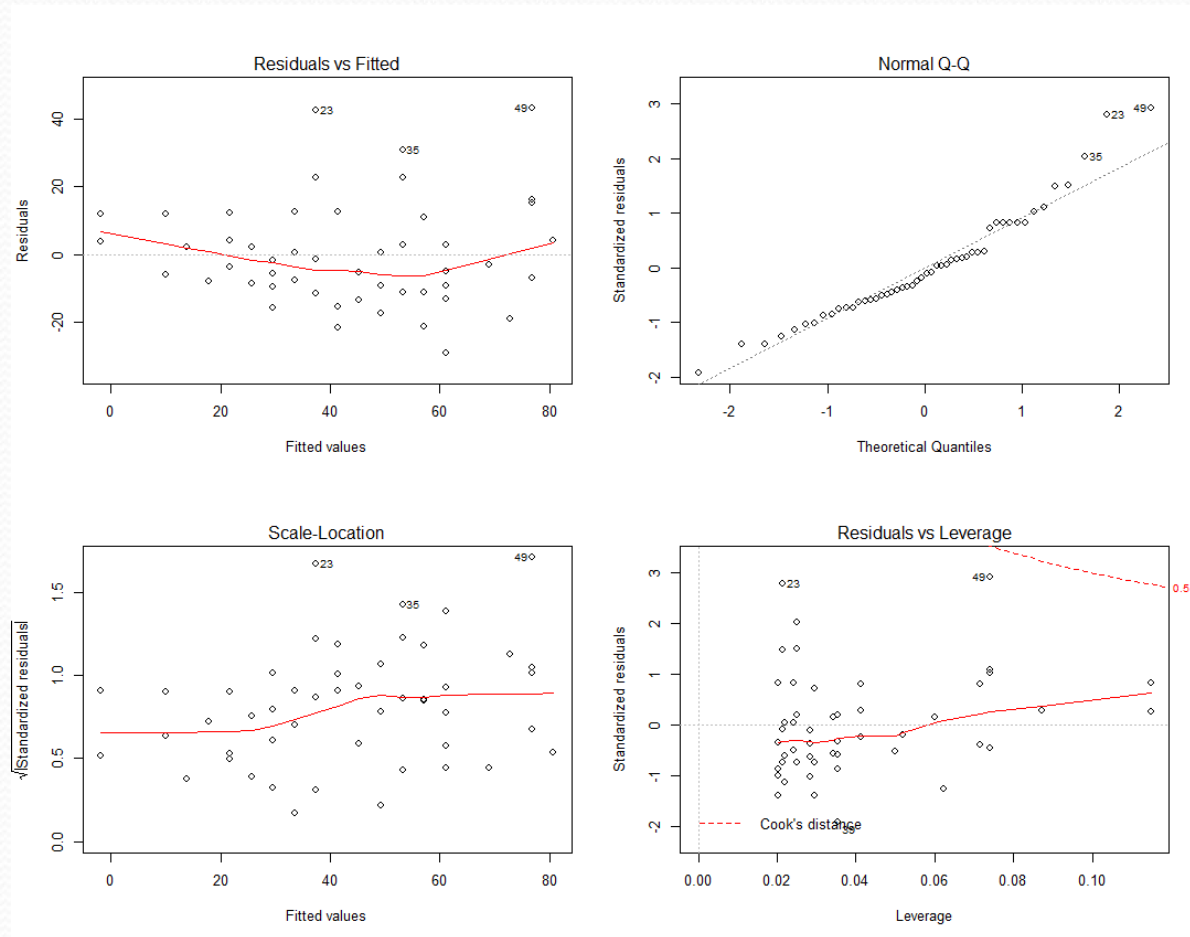 Residuals vs Fitted
Residuals
-20 0 20 40
23
49
35
0 20 40 60 80
Fitted values
Normal Q-Q
Standardized residuals
-2 -1 0 1 2 3
49
23
35
-2 -1 0 1 2
Theoretical Quantiles
Scale-Location
√|Standardized residuals|
0.0 0.5 1.0 1.5
23
49
35
0 20 40 60 80
Fitted values
Residuals vs Leverage
Standardized residuals
-2 -1 0 1 2 3
23
49
0.5
Cook's distance
0.00 0.02 0.04 0.06 0.08 0.10
Leverage